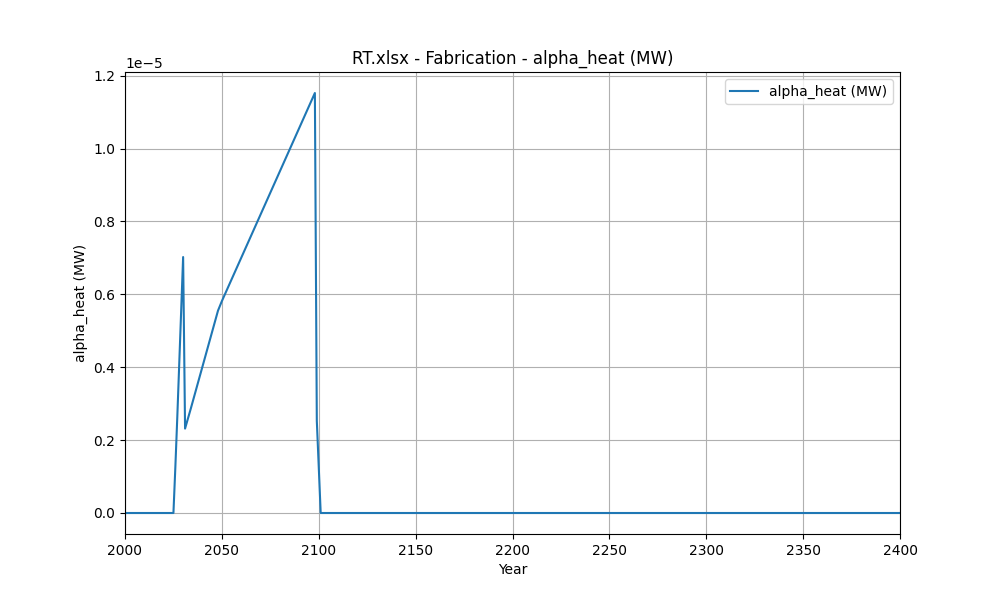 RT.xlsx - Fabrication - alpha_heat (MW)
1e−5
alpha_heat (MW)
1.2
1.0
0.8
0.6
0.4
0.2
0.0
alpha_heat (MW)
2000 2050 2100 2150 2200 2250 2300 2350 2400
Year